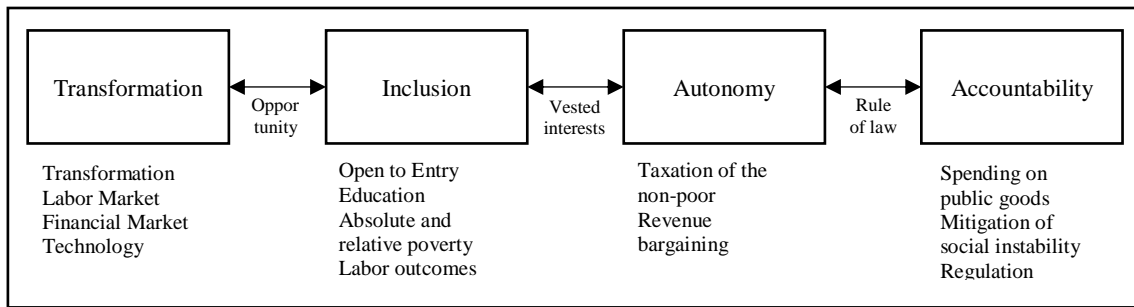 Transformation
Oppor
tunity
Inclusion
Vested
interests
Autonomy
Rule
of law
Accountability
Transformation
Labor Market
Financial Market
Technology
Open to Entry
Education
Absolute and
relative poverty
Labor outcomes
Taxation of the
non-poor
Revenue
bargaining
Spending on
public goods
Mitigation of
social instability
Regulation